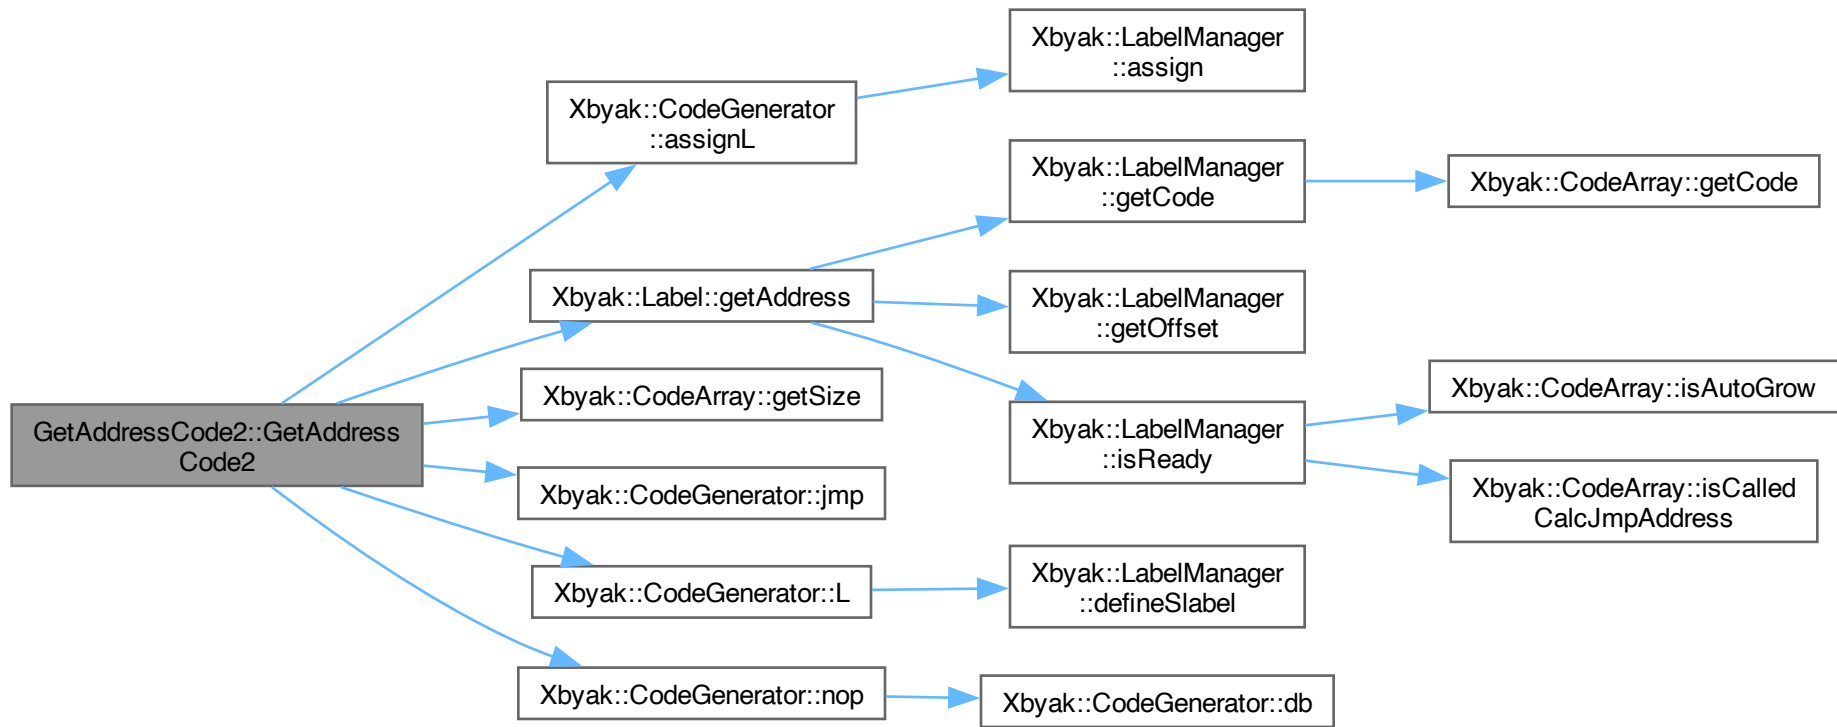 GetAddressCode2::GetAddress
Code2
Xbyak::CodeGenerator
::assignL
Xbyak::LabelManager
::assign
Xbyak::Label::getAddress
Xbyak::LabelManager
::getCode
Xbyak::CodeArray::getCode
Xbyak::LabelManager
::getOffset
Xbyak::LabelManager
::isReady
Xbyak::CodeArray::isAutoGrow
Xbyak::CodeArray::isCalled
CalcJmpAddress
Xbyak::CodeArray::getSize
Xbyak::CodeGenerator::jmp
Xbyak::CodeGenerator::L
Xbyak::LabelManager
::defineSlabel
Xbyak::CodeGenerator::nop
Xbyak::CodeGenerator::db